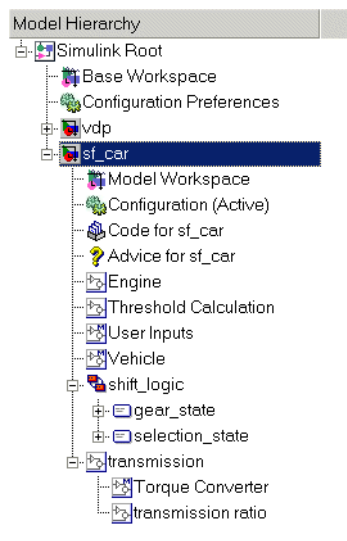 Model Hierarchy
Simulink Root
Base Workspace
Configuration Preferences
vdp
sf_car
Model Workspace
Configuration (Active)
Code for sf_car
Advice for sf_car
Engine
Threshold Calculation
User Inputs
Vehicle
shift_logic
gear_state
selection_state
transmission
Torque Converter
transmission ratio